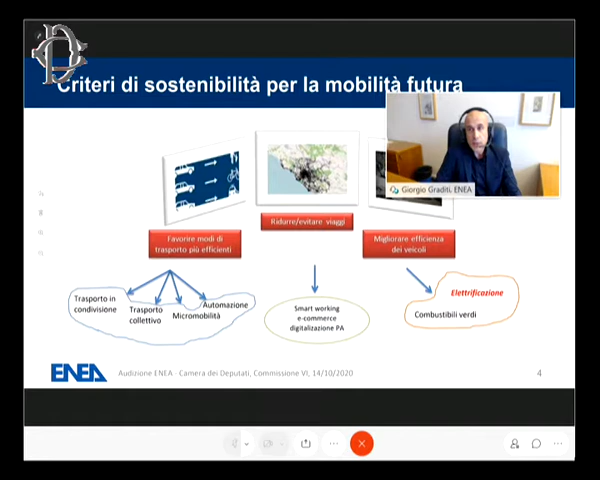 Criteri di sostenibilità per la mobilità futura
Giorgio Graditi, ENEA
Favorire modi di
trasporto più efficienti
Ridurre/evitare viaggi
Migliorare efficienza
dei veicoli
Trasporto in
condivisione
Trasporto
collettivo
Micromobilità
Automazione
Smart working
e-commerce
digitalizzazione PA
Elettrificazione
Combustibili verdi
ENEA
Audizione ENEA - Camera dei Deputati, Commissione VI, 14/10/2020
4